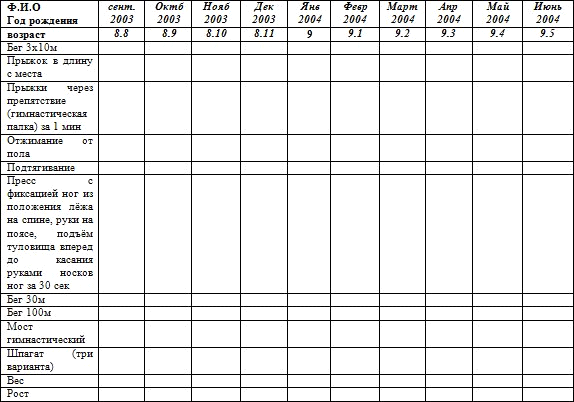 Ф.И.О сент. Октб Нояб Дек Янв Февр Март Апр Май Июнь
Год рождения 2003 2003 2003 2003 2004 2004 2004 2004 2004 2004
возраст 8.8 8.9 8.10 8.11 9 9.1 9.2 9.3 9.4 9.5
Бег 3х10м
Прыжок в длину
с места
Прыжки через
препятствие
(гимнастическая
палка) за 1 мин
Отжимание от
пола
Подтягивание
Пресс с
фиксацией ног из
положения лёжа
на спине, руки на
поясе, подъём
туловища вперед
до касания
руками носков
ног за 30 сек
Бег 30м
Бег 100м
Мост
гимнастический
Шпагат (три
варианта)
Вес
Рост